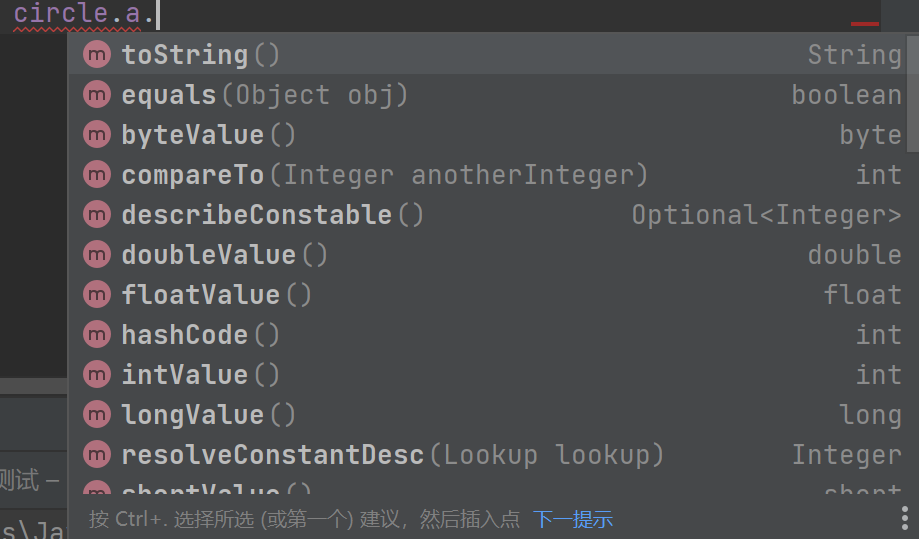 circle.a.
m toString() String
m equals(Object obj) boolean
m byteValue() byte
m compareTo(Integer anotherInteger) int
m describeConstable() Optional<Integer>
m doubleValue() double
m floatValue() float
m hashCode() int
m intValue() int
m longValue() long
m resolveConstantDesc(Lookup lookup) Integer
m shortValue() short
测试 –
按 Ctrl+. 选择所选 (或第一个) 建议，然后插入点 下一提示
s\Ja